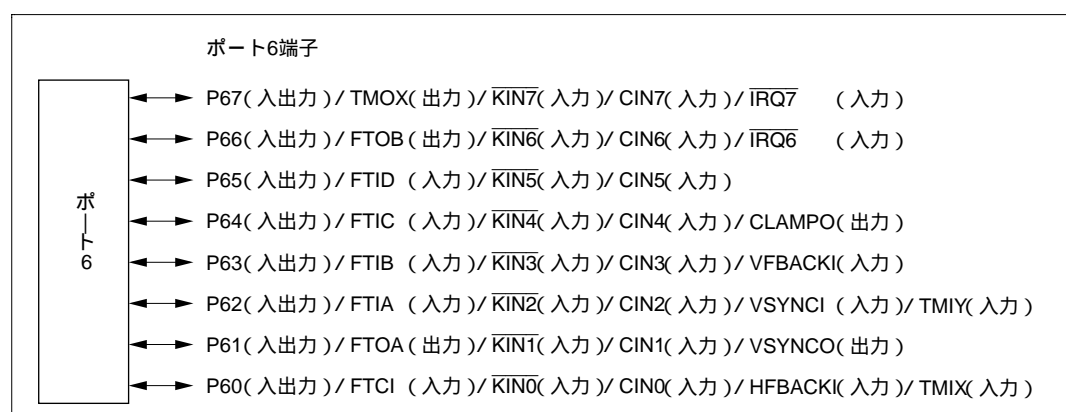 ポート6端子
ポート6
P67(入出力)/ TMOX(出力)/ KIN7(入力)/ CIN7(入力)/ IRQ7 (入力)
P66(入出力)/ FTOB(出力)/ KIN6(入力)/ CIN6(入力)/ IRQ6 (入力)
P65(入出力)/ FTID (入力)/ KIN5(入力)/ CIN5(入力)
P64(入出力)/ FTIC (入力)/ KIN4(入力)/ CIN4(入力)/ CLAMPO(出力)
P63(入出力)/ FTIB (入力)/ KIN3(入力)/ CIN3(入力)/ VFBACKI(入力)
P62(入出力)/ FTIA (入力)/ KIN2(入力)/ CIN2(入力)/ VSYNCI (入力)/ TMIY(入力)
P61(入出力)/ FTOA(出力)/ KIN1(入力)/ CIN1(入力)/ VSYNCO(出力)
P60(入出力)/ FTCI (入力)/ KIN0(入力)/ CIN0(入力)/ HFBACKI(入力)/ TMIX(入力)